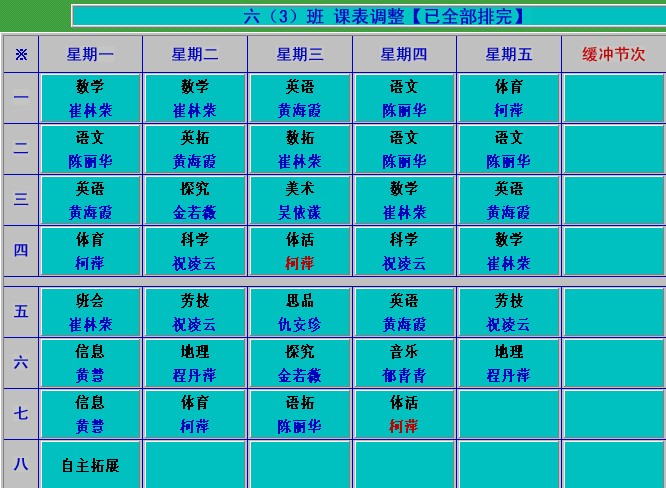 六（3）班 课表调整【已全部排完】
※ 星期一 星期二 星期三 星期四 星期五 缓冲节次
一 数学 数学 英语 语文 体育
崔林荣 崔林荣 黄海霞 陈丽华 柯萍
二 语文 英拓 数拓 语文 语文
陈丽华 黄海霞 崔林荣 陈丽华 陈丽华
三 英语 探究 美术 数学 英语
黄海霞 金若薇 吴依谋 崔林荣 黄海霞
四 体育 科学 体活 科学 数学
柯萍 祝凌云 柯萍 祝凌云 崔林荣
五 班会 劳技 思品 英语 劳技
崔林荣 祝凌云 仇安珍 黄海霞 祝凌云
六 信息 地理 探究 音乐 地理
黄慧 程丹萍 金若薇 郁青青 程丹萍
七 信息 体育 语拓 体活
黄慧 柯萍 陈丽华 柯萍
八 自主拓展